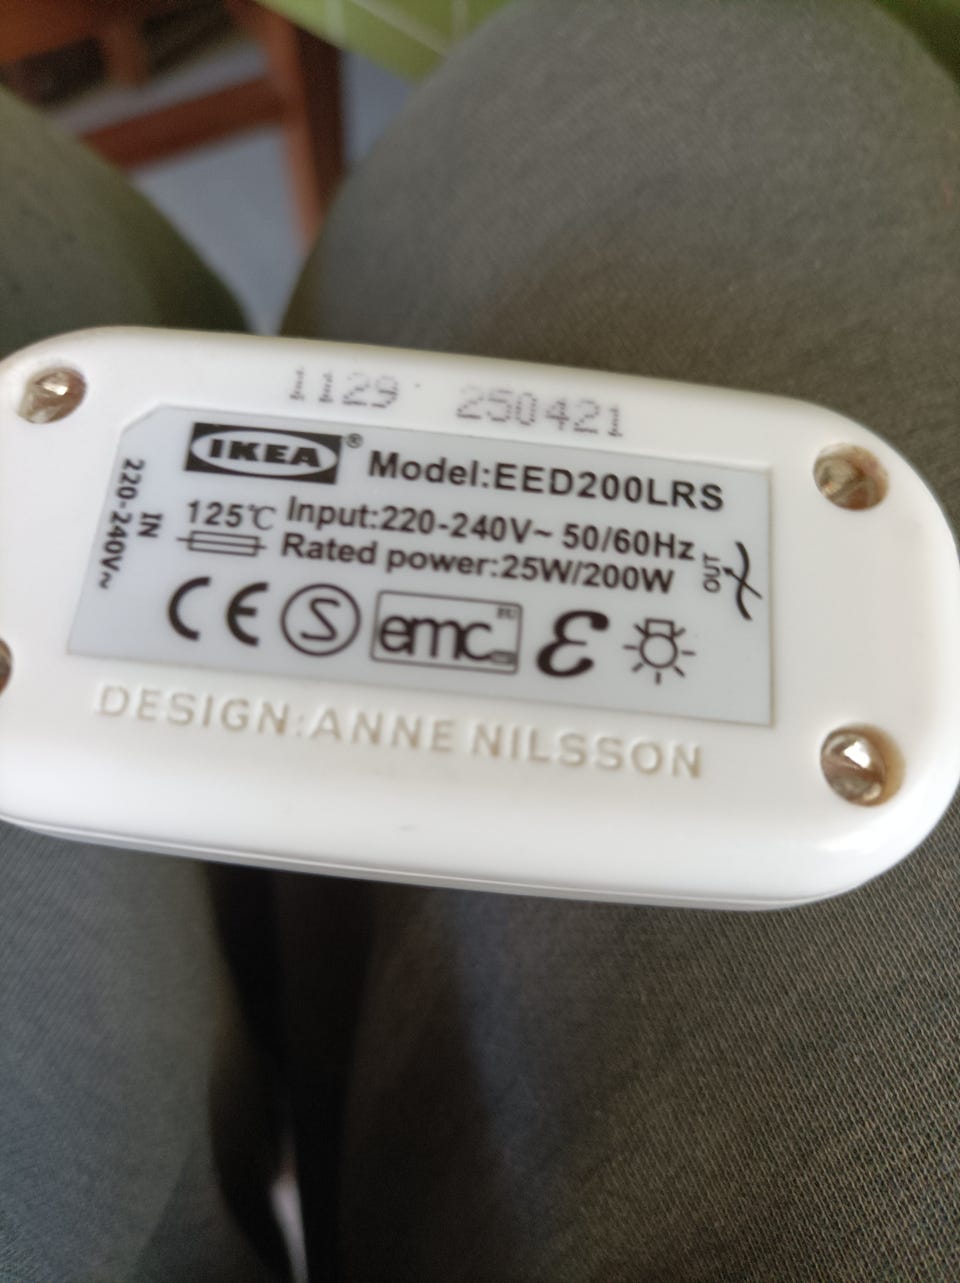 1129 250421
IKEA® Model:EED200LRS
220-240V~
IN
125℃ Input:220-240V~ 50/60Hz
Rated power:25W/200W
OUT
CE S emc
DESIGN:ANNE NILSSON